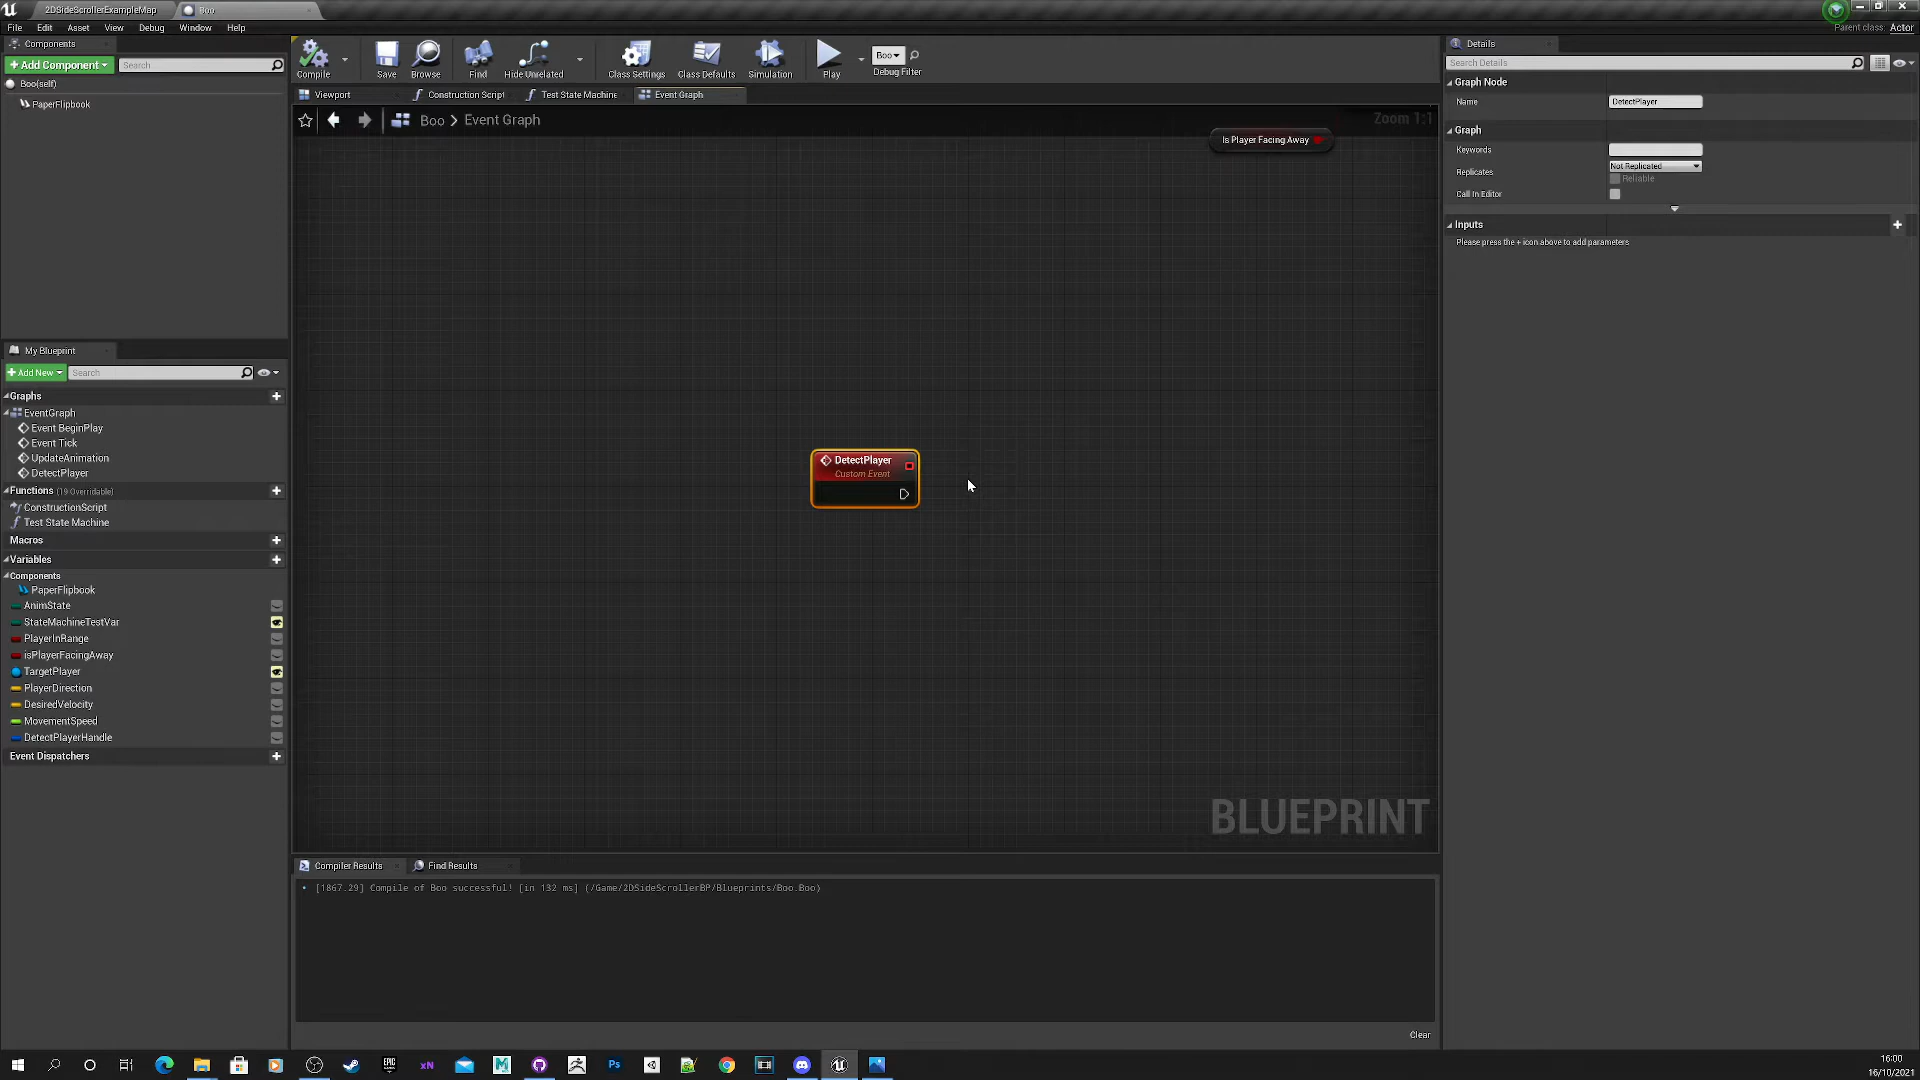 2DSideScrollerExampleMap
Boo
File Edit Asset View Debug Window Help
Parent class: Actor
Components
+ Add Component
Search
Boo(self)
PaperFlipbook
Compile
Save
Browse
Find
Hide Unrelated
Class Settings
Class Defaults
Simulation
Play
Boo
Debug Filter
Viewport
Construction Script
Test State Machine
Event Graph
Boo > Event Graph
Zoom 1:1
Is Player Facing Away
DetectPlayer
Custom Event
BLUEPRINT
My Blueprint
+ Add New
Search
Graphs
EventGraph
Event BeginPlay
Event Tick
UpdateAnimation
DetectPlayer
Functions (19 Overridable)
ConstructionScript
Test State Machine
Macros
Variables
Components
PaperFlipbook
AnimState
StateMachineTestVar
PlayerInRange
isPlayerFacingAway
TargetPlayer
PlayerDirection
DesiredVelocity
MovementSpeed
DetectPlayerHandle
Event Dispatchers
Compiler Results
Find Results
[1867.29] Compile of Boo successful! [in 132 ms] (/Game/2DSideScrollerBP/Blueprints/Boo.Boo)
Clear
Details
Search Details
Graph Node
Name DetectPlayer
Graph
Keywords
Replicates Not Replicated
Reliable
Call In Editor
Inputs
Please press the + icon above to add parameters
EPIC
xN
Ps
16:00
16/10/2021